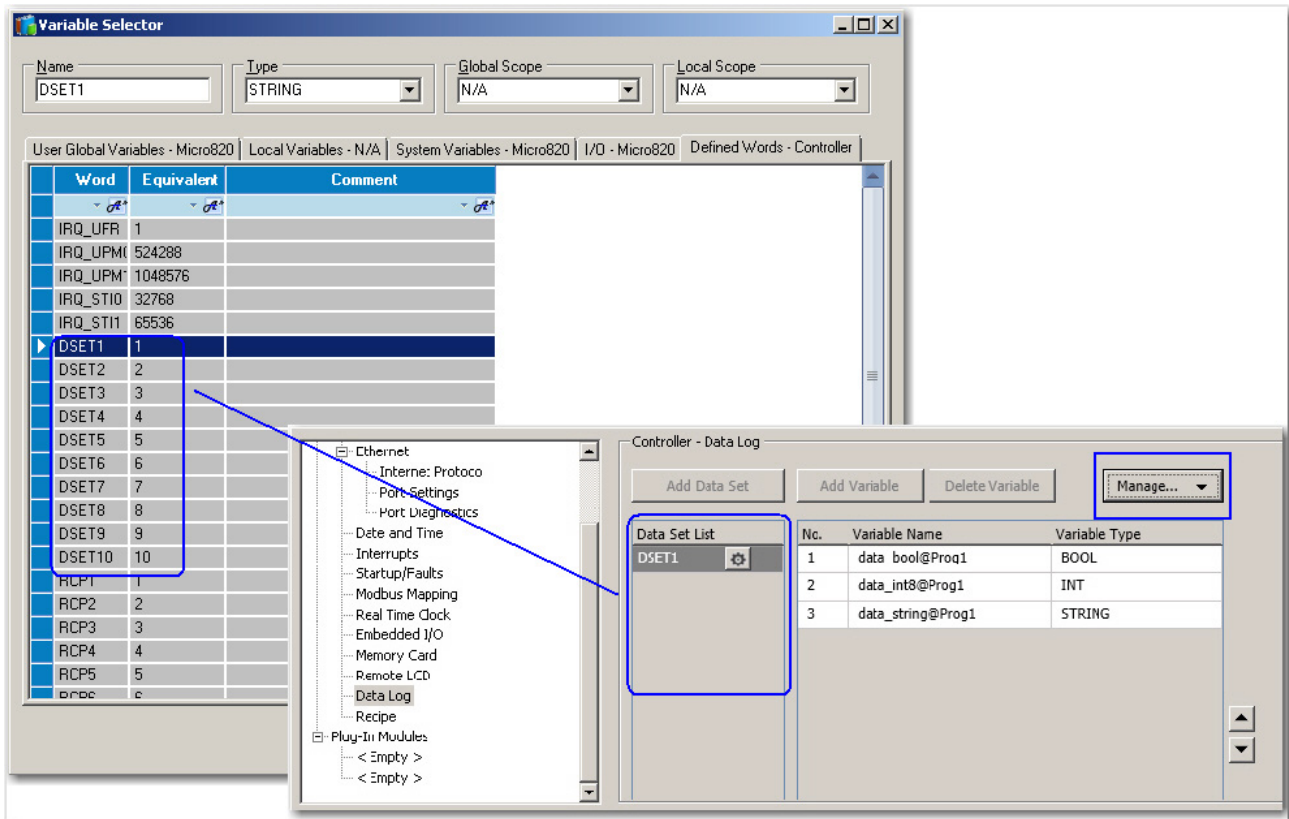 Variable Selector
Name
Type
Global Scope
Local Scope
DSET1
STRING
N/A
N/A
User Global Variables - Micro820
Local Variables - N/A
System Variables - Micro820
I/O - Micro820
Defined Words - Controller
Word Equivalent Comment
IRQ_UFR 1
IRQ_UPM 524288
IRQ_UPM 1048576
IRQ_STI0 32768
IRQ_STI1 65536
DSET1 1
DSET2 2
DSET3 3
DSET4 4
DSET5 5
DSET6 6
DSET7 7
DSET8 8
DSET9 9
DSET10 10
RCP1 1
RCP2 2
RCP3 3
RCP4 4
RCP5 5
RCP6 6
Ethernet
Interne: Protoco
Port Settings
Port Diagnostics
Date and Time
Interrupts
Startup/Faults
Modbus Mapping
Real Time Clock
Embedded I/O
Memory Card
Remote LCD
Data Log
Recipe
Plug-In Modules
< Empty >
< Empty >
Controller - Data Log
Add Data Set
Add Variable
Delete Variable
Manage...
Data Set List
DSET1
No. Variable Name Variable Type
1 data_bool@Prog1 BOOL
2 data_int8@Prog1 INT
3 data_string@Prog1 STRING